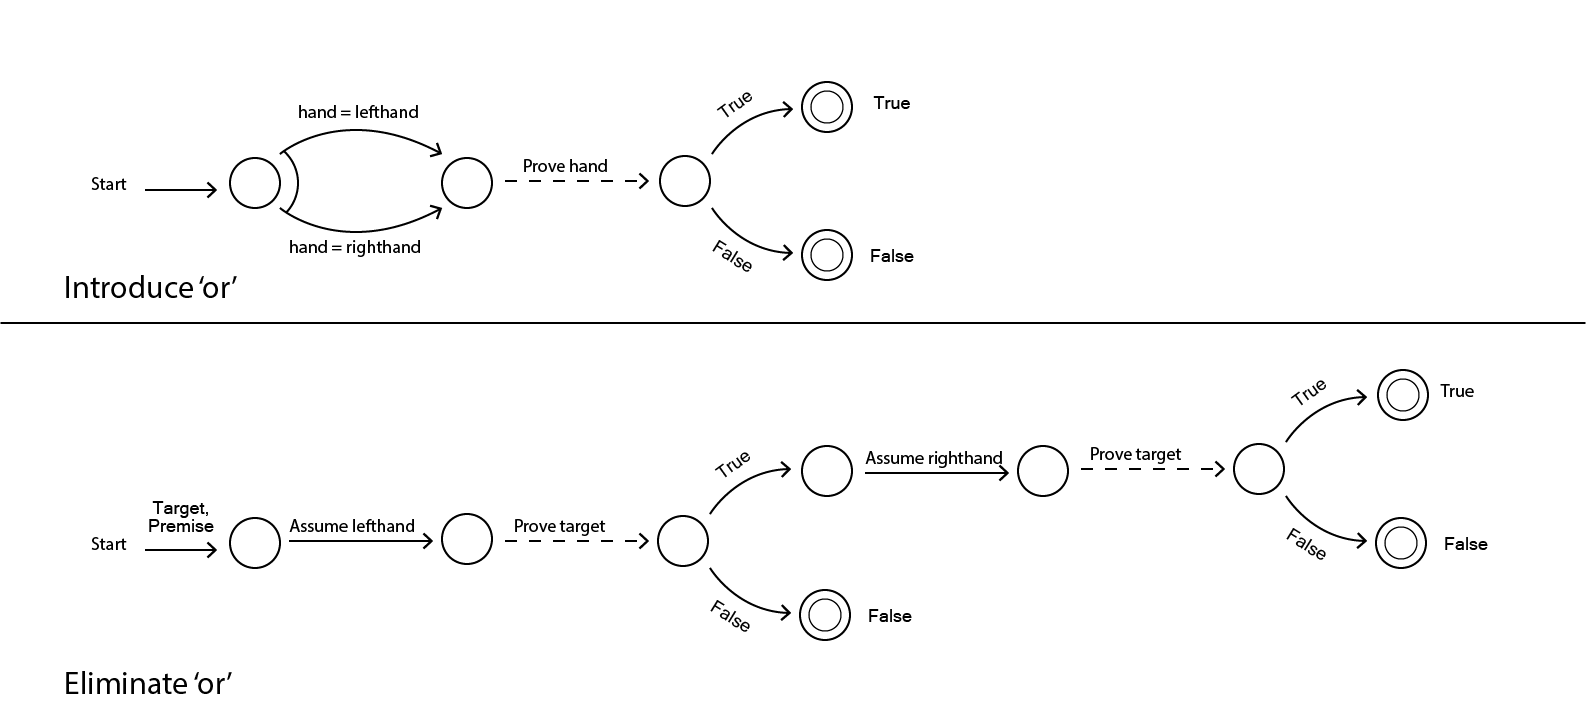 hand = lefthand
True
True
Prove hand
Start
hand = righthand
False
False
Introduce ‘or’
True
True
True
Assume righthand
Prove target
Target,
Premise
Assume lefthand
Prove target
Start
False
False
False
False
Eliminate ‘or’